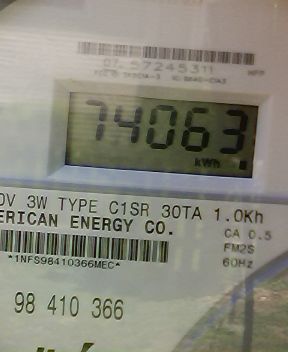 07 57245311
74063
kWh
0V 3W TYPE C1SR 30TA 1.0Kh
ERICAN ENERGY CO.
CA 0.5
FM2S
*1NFS98410366MEC*
60Hz
98 410 366